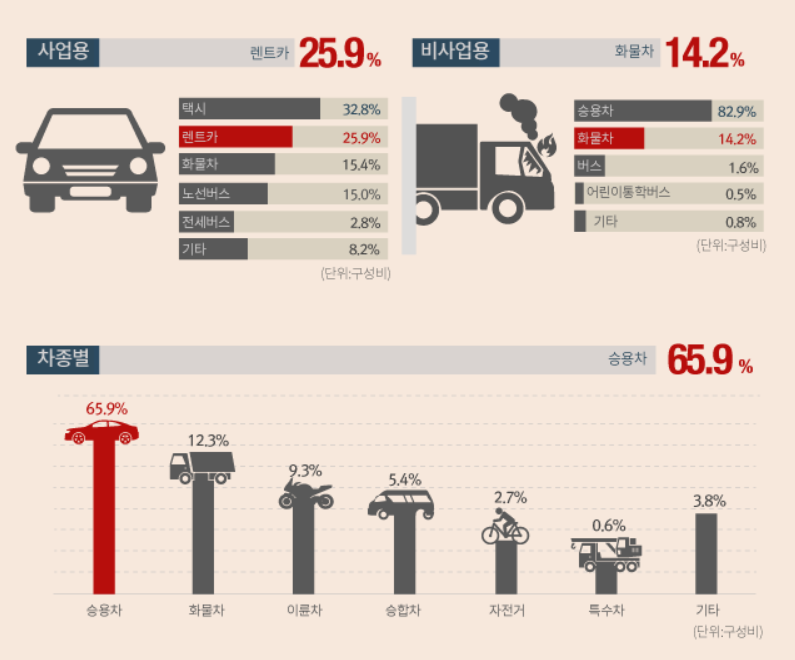 사업용 렌트카 25.9%
택시 32.8%
렌트카 25.9%
화물차 15.4%
노선버스 15.0%
전세버스 2.8%
기타 8.2%
(단위:구성비)
비사업용 화물차 14.2%
승용차 82.9%
화물차 14.2%
버스 1.6%
어린이통학버스 0.5%
기타 0.8%
(단위:구성비)
차종별 승용차 65.9%
65.9% 12.3% 9.3% 5.4% 2.7% 0.6% 3.8%
승용차 화물차 이륜차 승합차 자전거 특수차 기타
(단위:구성비)